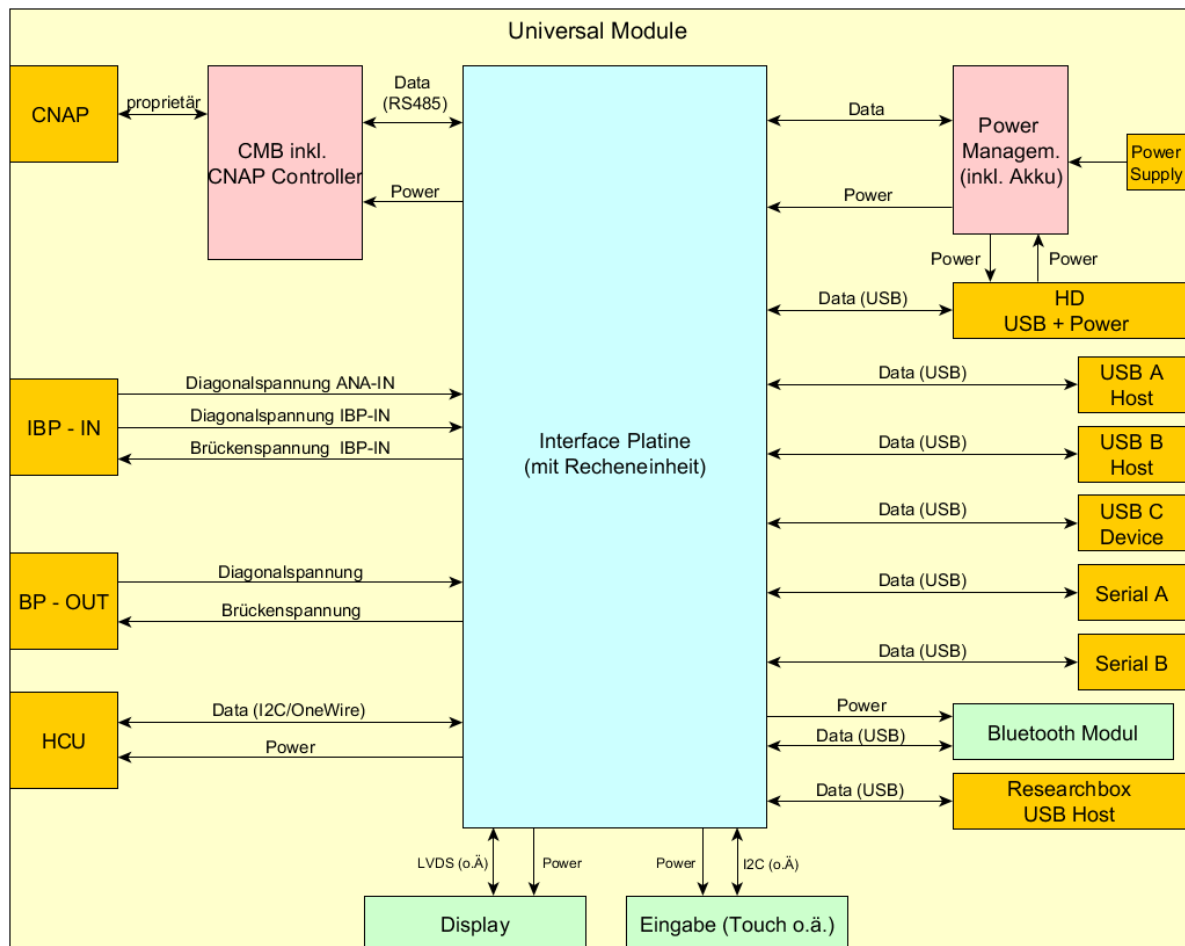 Universal Module
CNAP
proprietär
CMB inkl.
CNAP Controller
Data
(RS485)
Power
Interface Platine
(mit Recheneinheit)
Data
Power
Power
Managem.
(inkl. Akku)
Power
Supply
Power
Power
Data (USB)
HD
USB + Power
IBP - IN
Diagonalspannung ANA-IN
Diagonalspannung IBP-IN
Brückenspannung IBP-IN
Data (USB)
USB A
Host
Data (USB)
USB B
Host
Data (USB)
USB C
Device
BP - OUT
Diagonalspannung
Brückenspannung
Data (USB)
Serial A
Data (USB)
Serial B
HCU
Data (I2C/OneWire)
Power
Power
Data (USB)
Bluetooth Modul
Data (USB)
Researchbox
USB Host
LVDS (o.Ä)
Power
Power
I2C (o.Ä)
Display
Eingabe (Touch o.ä.)